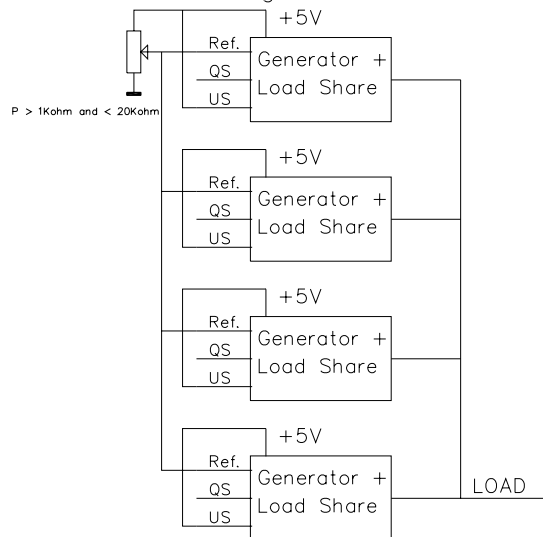 +5V
Ref.
Generator +
QS
Load Share
US
P > 1Kohm and < 20Kohm
+5V
Ref.
Generator +
QS
Load Share
US
+5V
Ref.
Generator +
QS
Load Share
US
+5V
Ref.
Generator +
QS
Load Share
US
LOAD